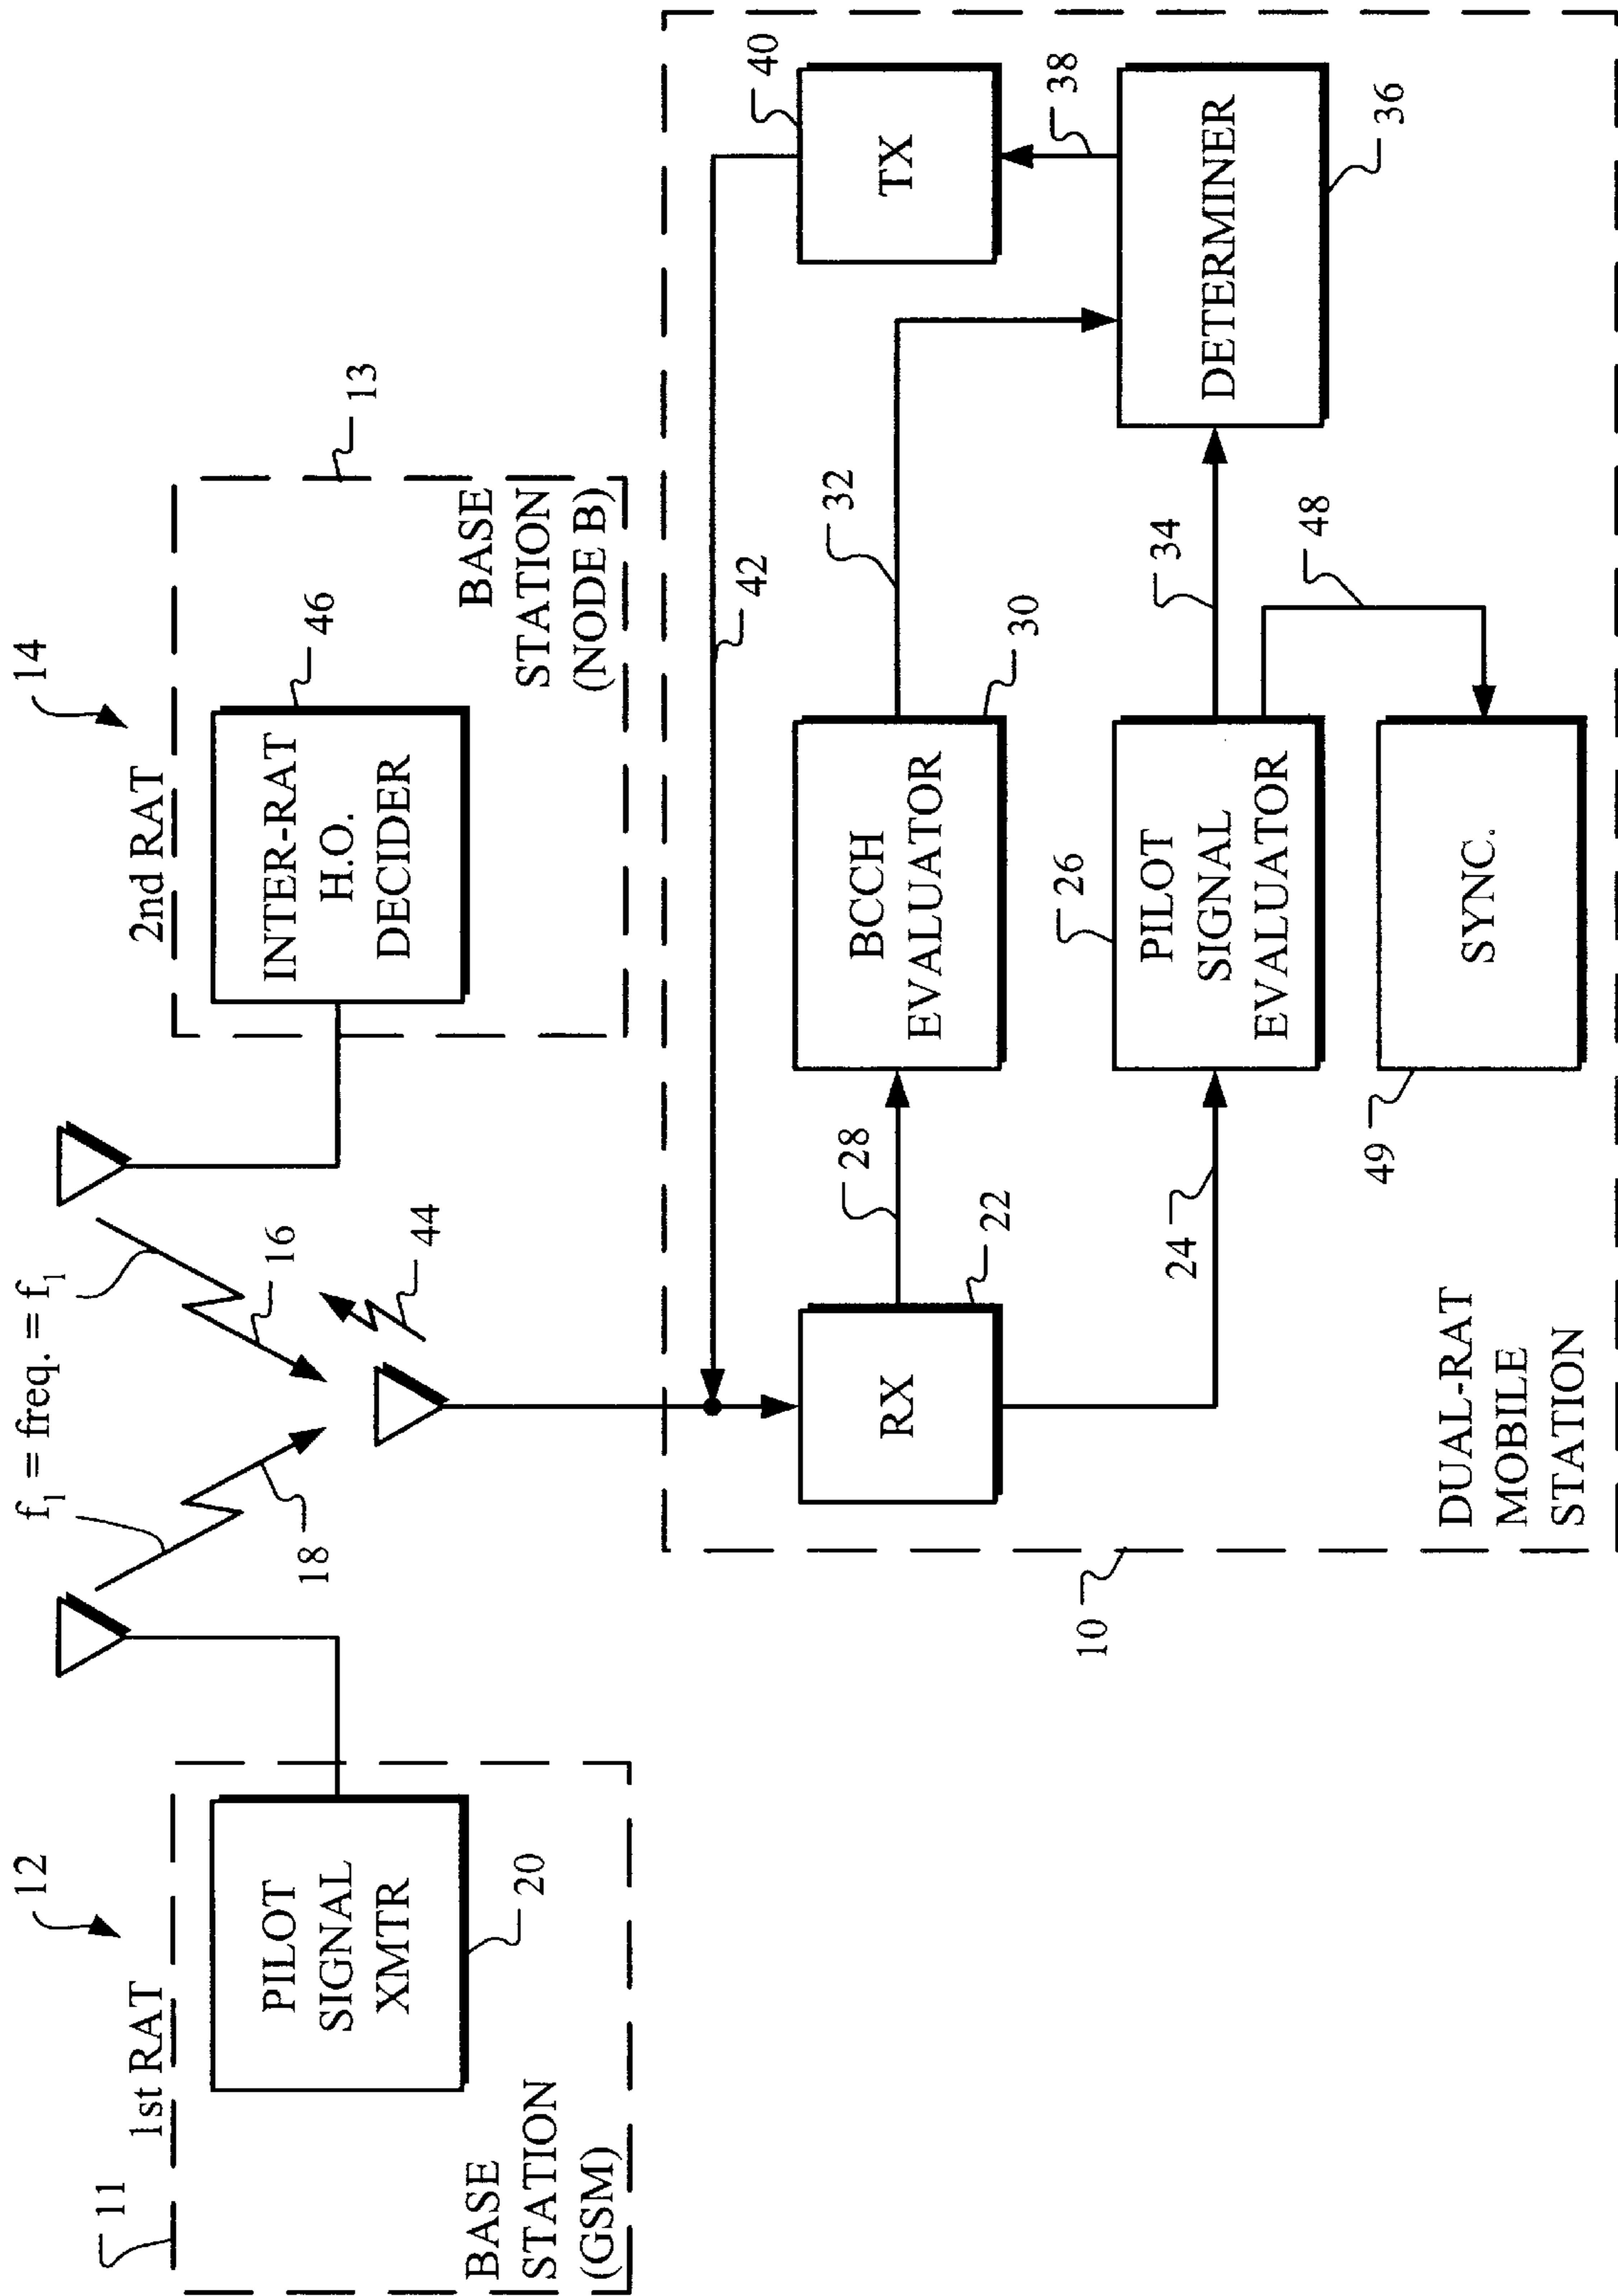 12
14
1st RAT
2nd RAT
11
13
PILOT
SIGNAL
XMTR
20
BASE
STATION
(GSM)
f₁ = freq. = f₁
18
16
44
INTER-RAT
H.O.
DECIDER
46
BASE
STATION
(NODE B)
10
42
RX
22
28
24
BCCH
EVALUATOR
30
32
26
PILOT
SIGNAL
EVALUATOR
34
48
49
SYNC.
TX
40
38
DETERMINER
36
DUAL-RAT
MOBILE
STATION